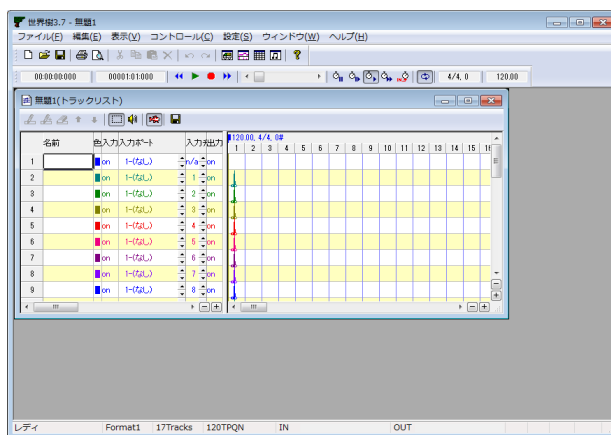 世界樹3.7 - 無題1
ファイル(F) 編集(E) 表示(V) コントロール(C) 設定(S) ウィンドウ(W) ヘルプ(H)
00:00:00:000 00001:01:000 4/4, 0 120.00
無題1(トラックリスト)
名前 色 入力 入力ポート 入力 出力 120.00, 4/4, 0#
1 2 3 4 5 6 7 8 9 10 11 12 13 14 15
1 on 1-(なし) n/a on
2 on 1-(なし) 1 on
3 on 1-(なし) 2 on
4 on 1-(なし) 3 on
5 on 1-(なし) 4 on
6 on 1-(なし) 5 on
7 on 1-(なし) 6 on
8 on 1-(なし) 7 on
9 on 1-(なし) 8 on
レディ Format1 17Tracks 120TPQN IN OUT